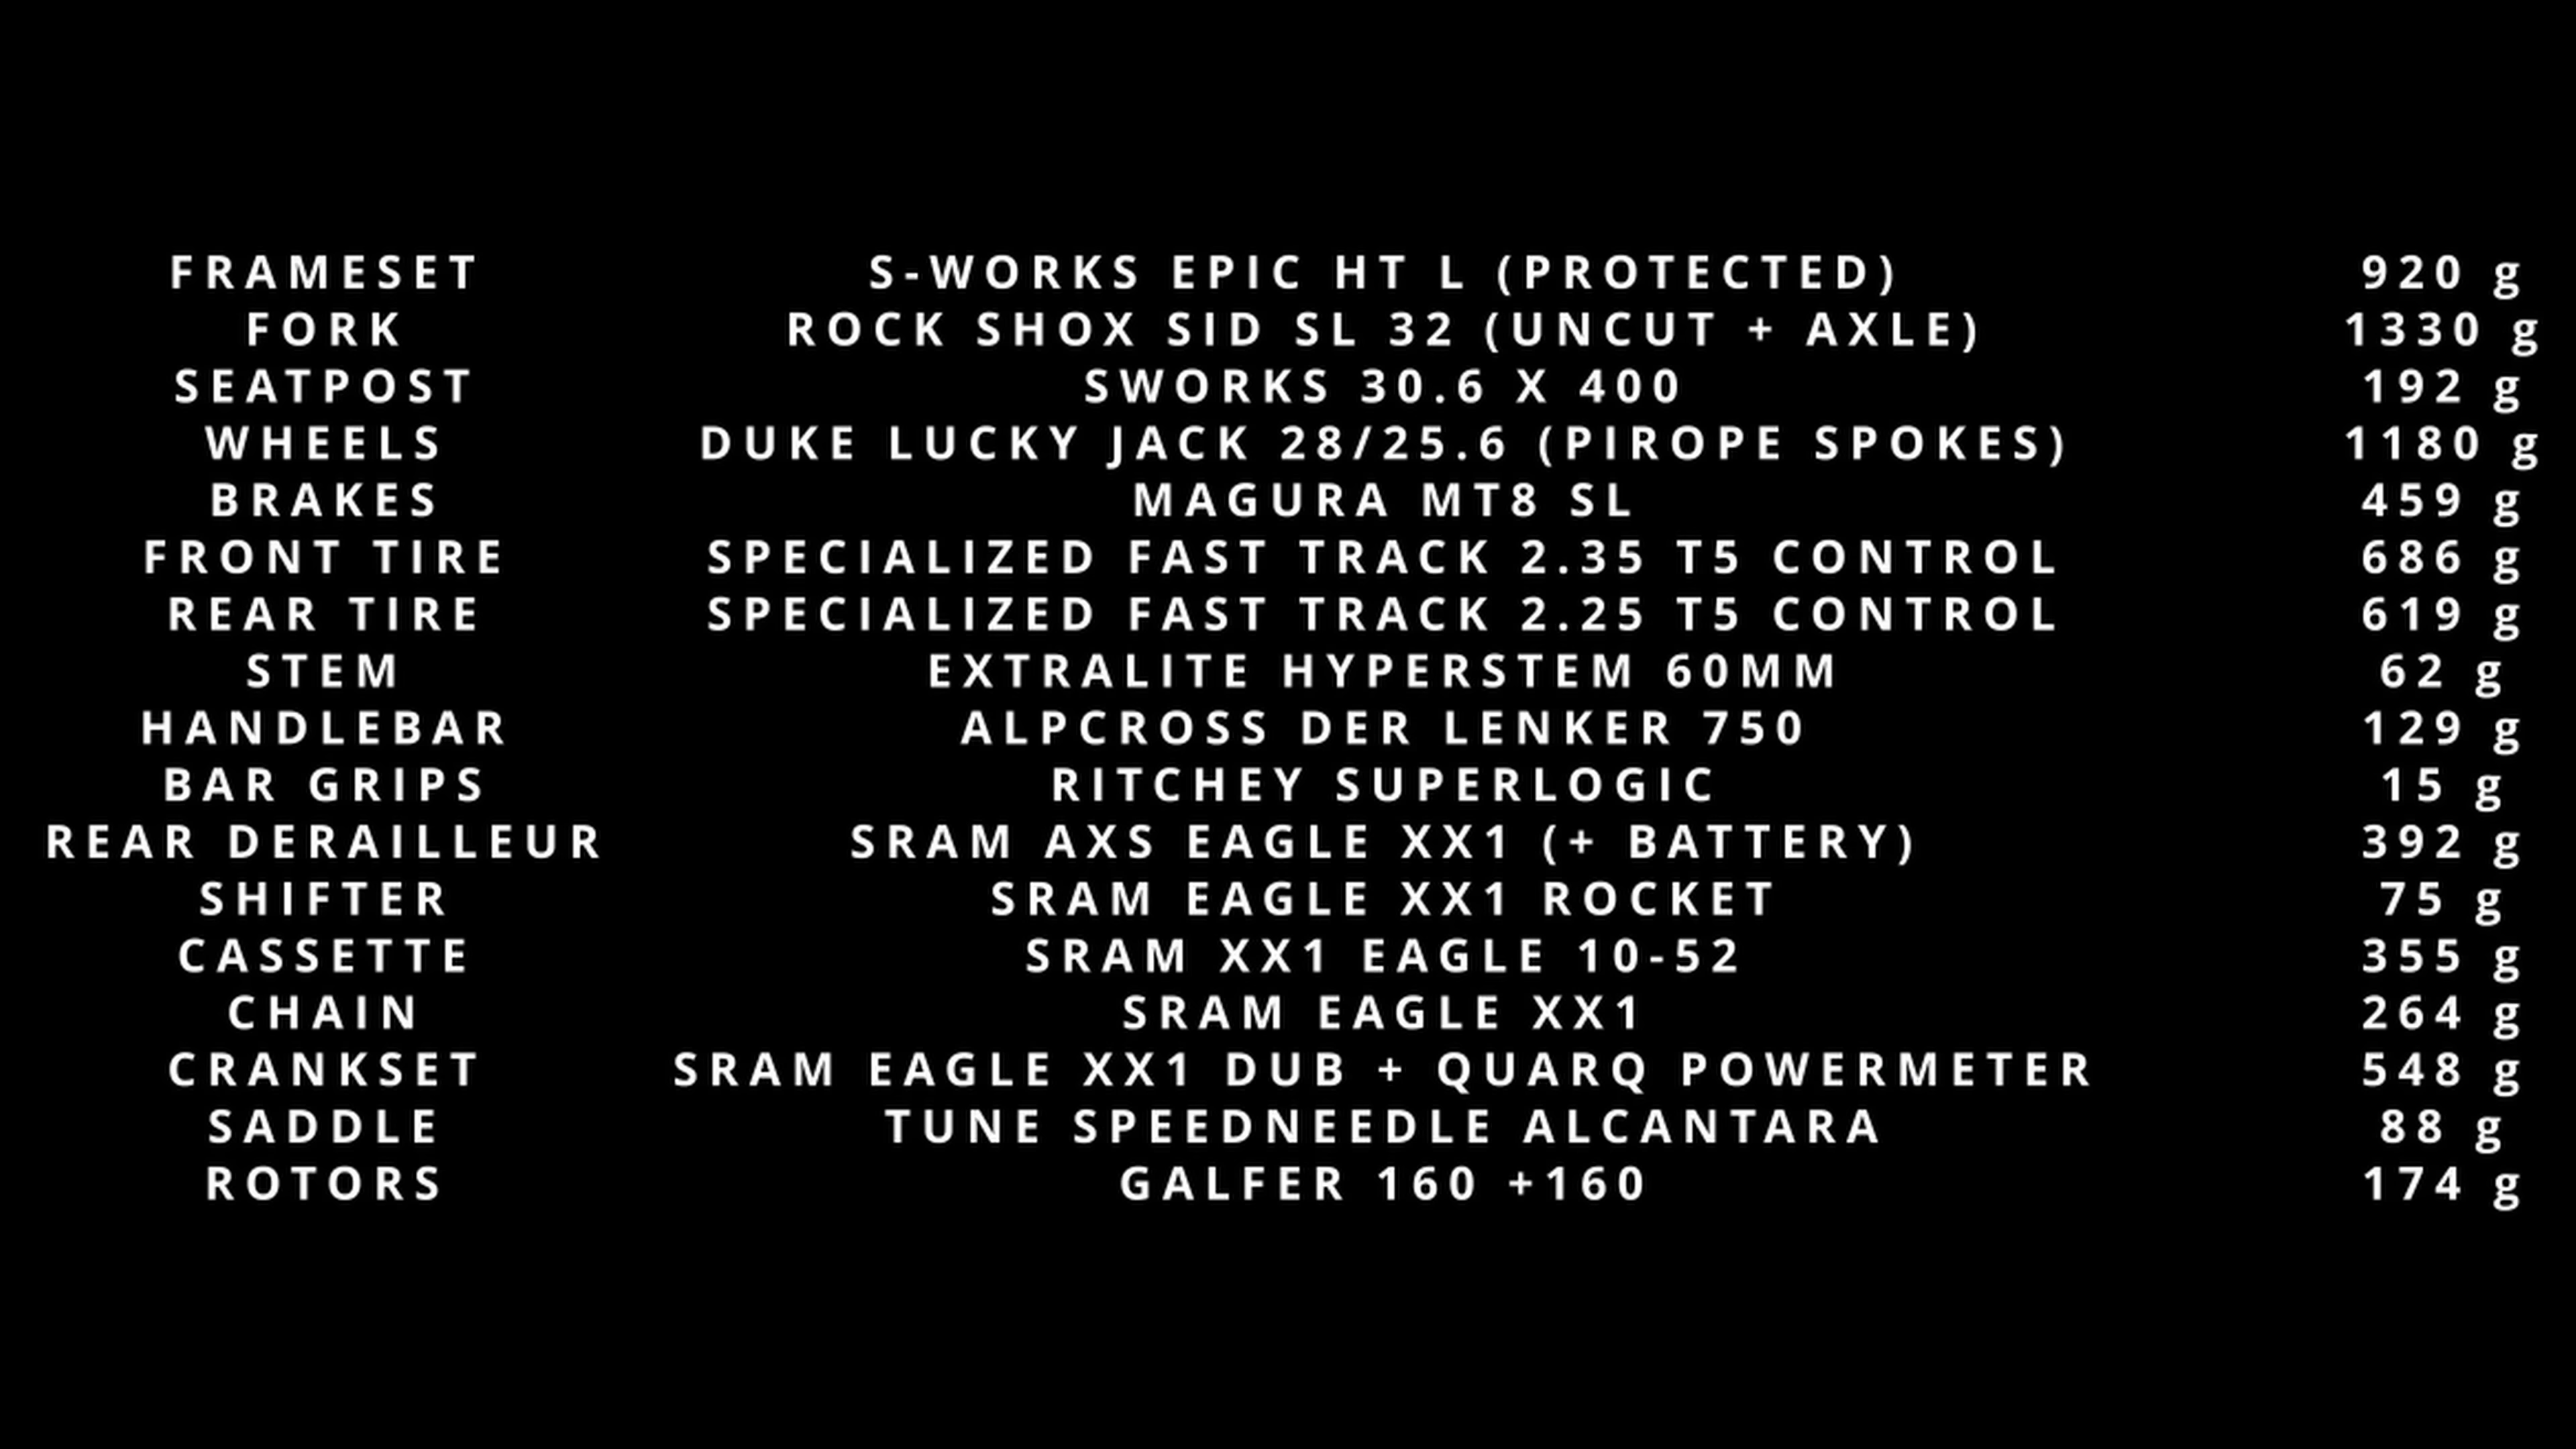 FRAMESET S-WORKS EPIC HT L (PROTECTED) 920 g
FORK ROCK SHOX SID SL 32 (UNCUT + AXLE) 1330 g
SEATPOST SWORKS 30.6 X 400 192 g
WHEELS DUKE LUCKY JACK 28/25.6 (PIROPE SPOKES) 1180 g
BRAKES MAGURA MT8 SL 459 g
FRONT TIRE SPECIALIZED FAST TRACK 2.35 T5 CONTROL 686 g
REAR TIRE SPECIALIZED FAST TRACK 2.25 T5 CONTROL 619 g
STEM EXTRALITE HYPERSTEM 60MM 62 g
HANDLEBAR ALPCROSS DER LENKER 750 129 g
BAR GRIPS RITCHEY SUPERLOGIC 15 g
REAR DERAILLEUR SRAM AXS EAGLE XX1 (+ BATTERY) 392 g
SHIFTER SRAM EAGLE XX1 ROCKET 75 g
CASSETTE SRAM XX1 EAGLE 10-52 355 g
CHAIN SRAM EAGLE XX1 264 g
CRANKSET SRAM EAGLE XX1 DUB + QUARQ POWERMETER 548 g
SADDLE TUNE SPEEDNEEDLE ALCANTARA 88 g
ROTORS GALFER 160 +160 174 g